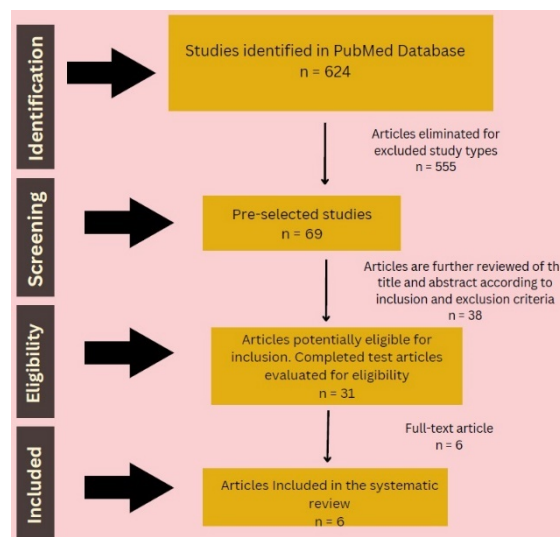 Identification
Studies identified in PubMed Database
n = 624
Articles eliminated for
excluded study types
n = 555
Screening
Pre-selected studies
n = 69
Articles are further reviewed of the
title and abstract according to
inclusion and exclusion criteria
n = 38
Eligibility
Articles potentially eligible for
inclusion. Completed test articles
evaluated for eligibility
n = 31
Full-text article
n = 6
Included
Articles Included in the systematic
review
n = 6